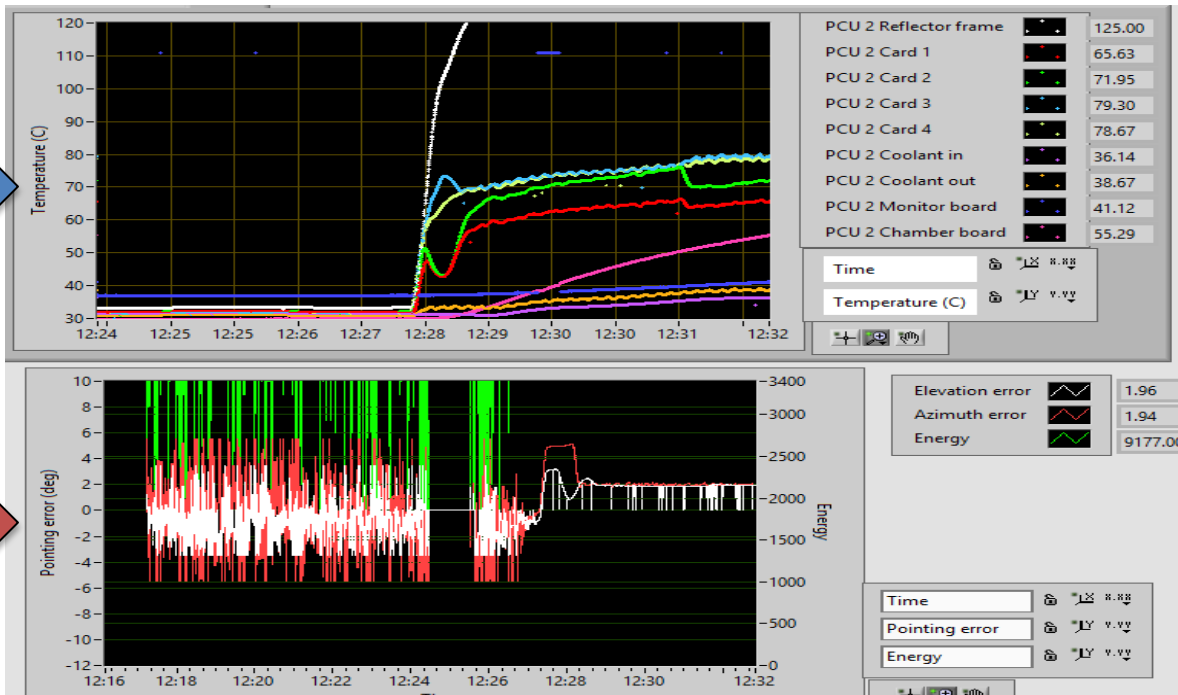 120
110
100
90
80
70
60
50
40
30
Temperature (C)
12:24 12:25 12:26 12:27 12:28 12:29 12:30 12:30 12:31 12:32
PCU 2 Reflector frame 125.00
PCU 2 Card 1 65.63
PCU 2 Card 2 71.95
PCU 2 Card 3 79.30
PCU 2 Card 4 78.67
PCU 2 Coolant in 36.14
PCU 2 Coolant out 38.67
PCU 2 Monitor board 41.12
PCU 2 Chamber board 55.29
Time
Temperature (C)
10
8
6
4
2
0
-2
-4
-6
-8
-10
-12
Pointing error (deg)
3400
3000
2500
2000
1500
1000
500
0
Energy
12:16 12:18 12:20 12:22 12:24 12:26 12:28 12:30 12:32
Elevation error 1.96
Azimuth error 1.94
Energy 9177.00
Time
Pointing error
Energy